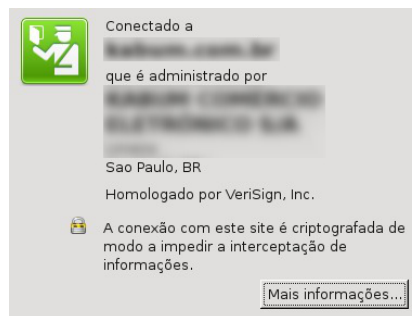 Conectado a
que é administrado por
Sao Paulo, BR
Homologado por VeriSign, Inc.
A conexão com este site é criptografada de
modo a impedir a interceptação de
informações.
Mais informações...